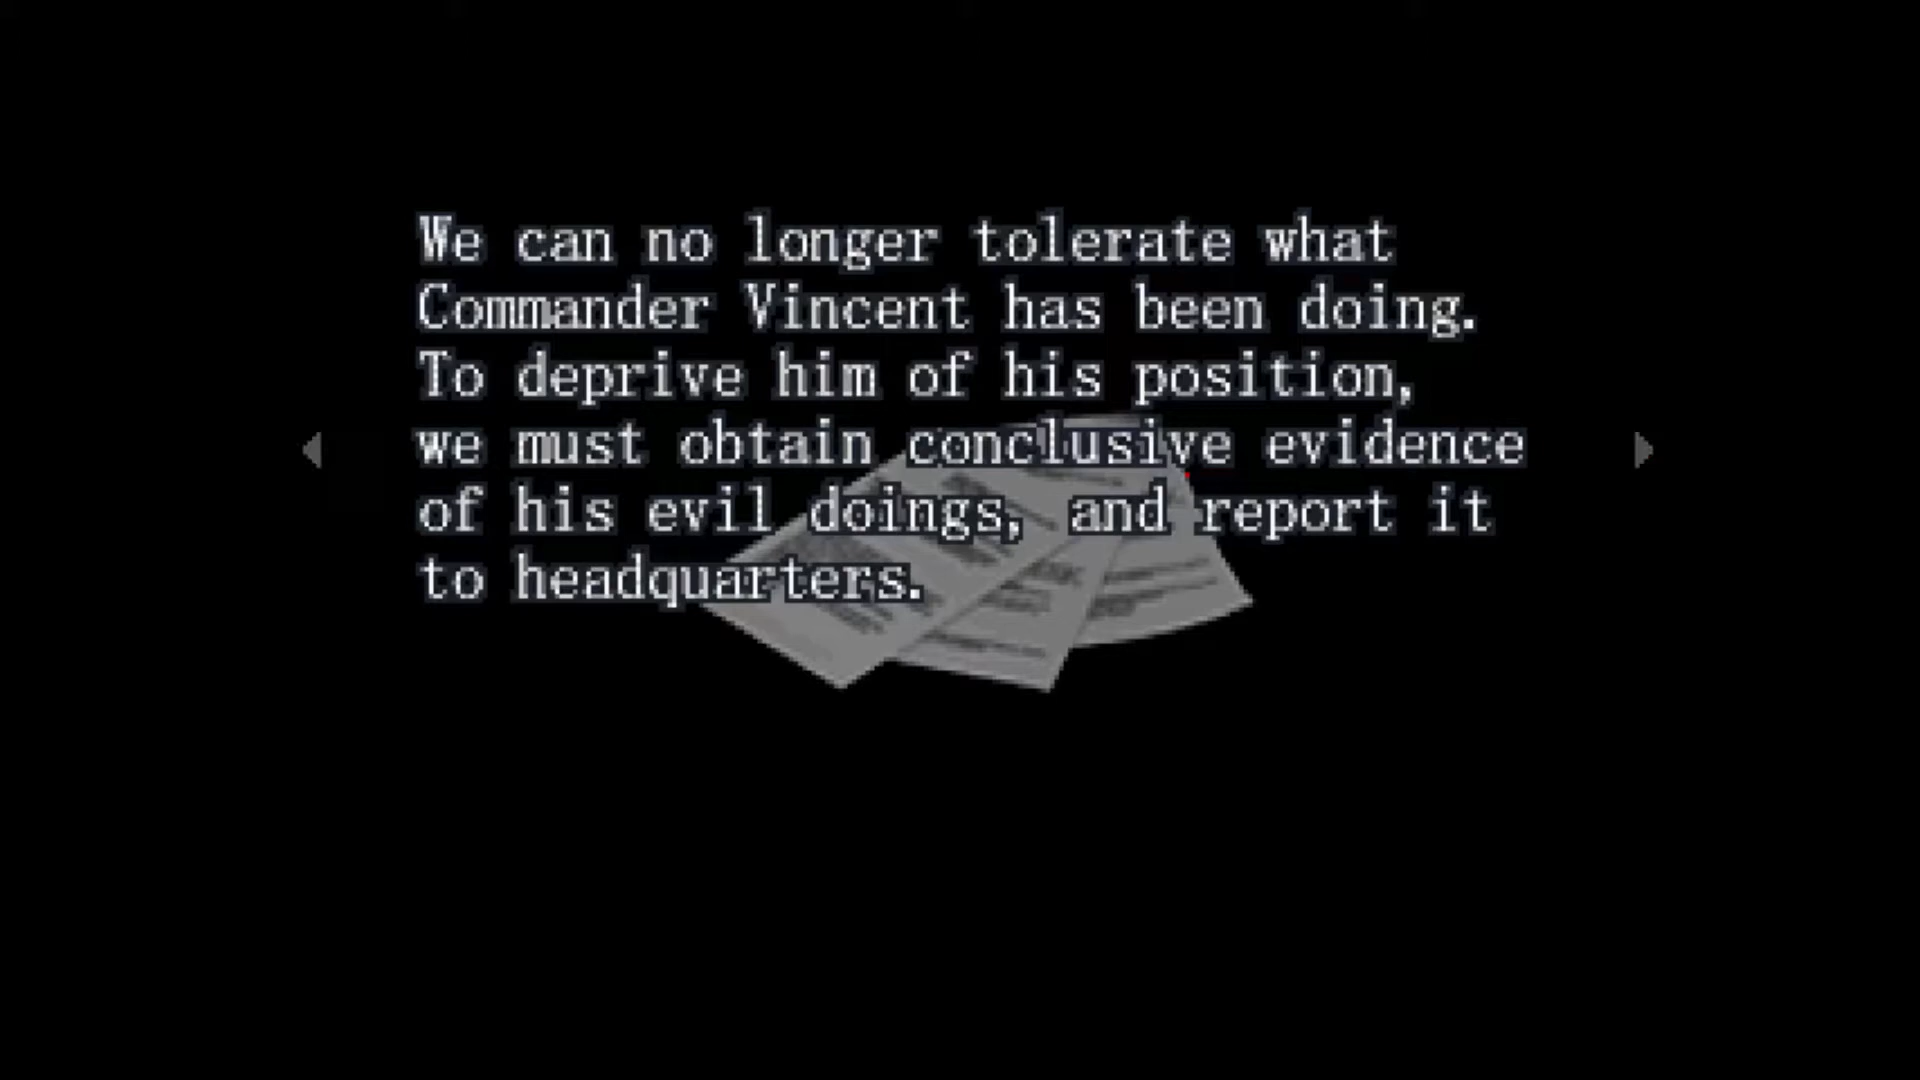 We can no longer tolerate what
Commander Vincent has been doing.
To deprive him of his position,
we must obtain conclusive evidence
of his evil doings, and report it
to headquarters.